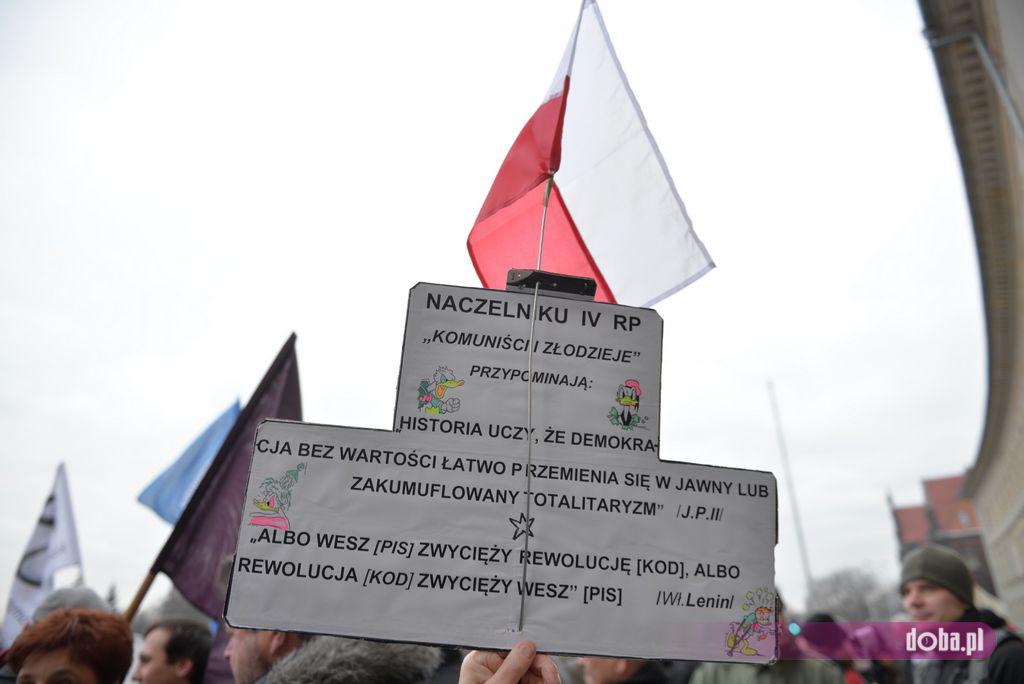 NACZELNIKU IV RP
„KOMUNIŚCI I ZŁODZIEJE”
PRZYPOMINAJĄ:
„HISTORIA UCZY, ŻE DEMOKRA-
CJA BEZ WARTOŚCI ŁATWO PRZEMIENIA SIĘ W JAWNY LUB
ZAKUMUFLOWANY TOTALITARYZM” /J.P.II/
„ALBO WESZ [PIS] ZWYCIĘŻY REWOLUCJĘ [KOD], ALBO
REWOLUCJA [KOD] ZWYCIĘŻY WESZ” [PIS] /Wł.Lenin/
doba.pl